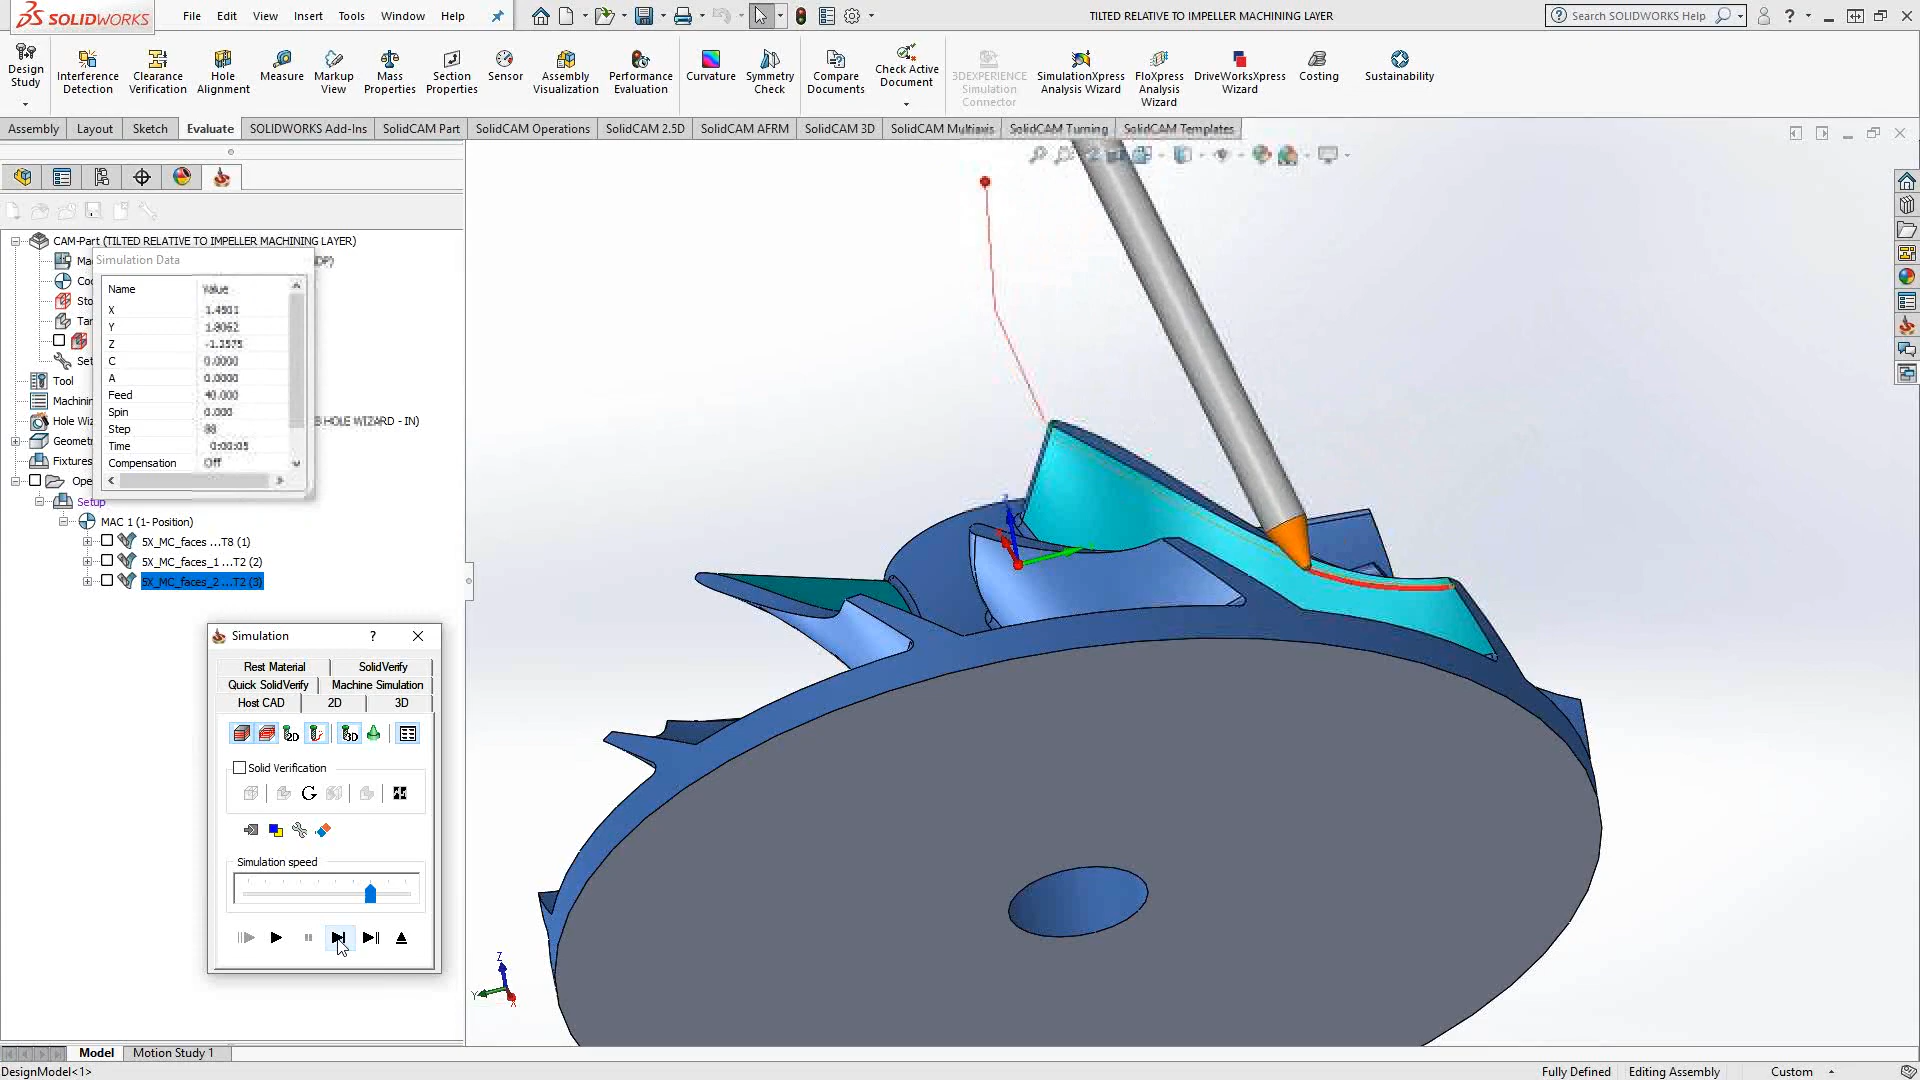 SOLIDWORKS
File Edit View Insert Tools Window Help
TILTED RELATIVE TO IMPELLER MACHINING LAYER
Search SOLIDWORKS Help
Design Study
Interference Detection
Clearance Verification
Hole Alignment
Measure
Markup View
Mass Properties
Section Properties
Sensor
Assembly Visualization
Performance Evaluation
Curvature
Symmetry Check
Compare Documents
Check Active Document
3DEXPERIENCE Simulation Connector
SimulationXpress Analysis Wizard
FloXpress Analysis Wizard
DriveWorksXpress Wizard
Costing
Sustainability
Assembly Layout Sketch Evaluate SOLIDWORKS Add-Ins SolidCAM Part SolidCAM Operations SolidCAM 2.5D SolidCAM AFRM SolidCAM 3D SolidCAM Multiaxis SolidCAM Turning SolidCAM Templates
CAM-Part (TILTED RELATIVE TO IMPELLER MACHINING LAYER)
Simulation Data
Name Value
X 1.4501
Y 1.8062
Z
C 0.0000
A 0.0000
Feed 40.000
Spin 0.000
Step 88
Time 0:00:05
Compensation Off
Tool
Machinin
Hole Wiz HOLE WIZARD - IN)
Geometr
Fixtures
Ope
Setup
MAC 1 (1- Position)
5X_MC_faces ...T8 (1)
5X_MC_faces_1 ...T2 (2)
5X_MC_faces_2 ...T2 (3)
Simulation ?
Rest Material SolidVerify
Quick SolidVerify Machine Simulation
Host CAD 2D 3D
2D 3D
Solid Verification
Simulation speed
Z
Y
X
Model Motion Study 1
DesignModel<1>
Fully Defined Editing Assembly Custom